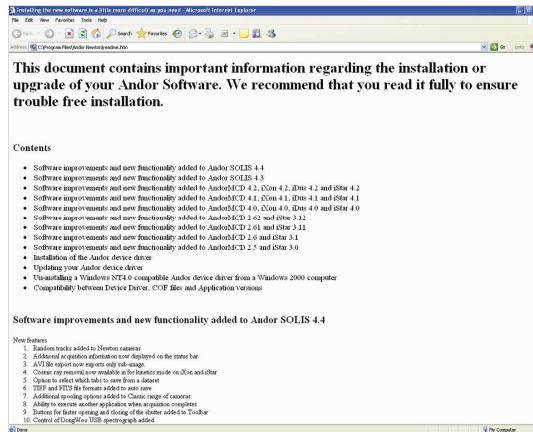 Installing the new software is a little more difficult as you need - Microsoft Internet Explorer
File Edit View Favorites Tools Help
Back Search Favorites
Address C:\Program Files\Andor Newton\readme.htm Go Links
This document contains important information regarding the installation or
upgrade of your Andor Software. We recommend that you read it fully to ensure
trouble free installation.
Contents
• Software improvements and new functionality added to Andor SOLIS 4.4
• Software improvements and new functionality added to Andor SOLIS 4.3
• Software improvements and new functionality added to AndorMCD 4.2, iXon 4.2, iDus 4.2 and iStar 4.2
• Software improvements and new functionality added to AndorMCD 4.1, iXon 4.1, iDus 4.1 and iStar 4.1
• Software improvements and new functionality added to AndorMCD 4.0, iXon 4.0, iDus 4.0 and iStar 4.0
• Software improvements and new functionality added to AndorMCD 2.62 and iStar 3.12
• Software improvements and new functionality added to AndorMCD 2.61 and iStar 3.11
• Software improvements and new functionality added to AndorMCD 2.6 and iStar 3.1
• Software improvements and new functionality added to AndorMCD 2.5 and iStar 3.0
• Installation of the Andor device driver
• Updating your Andor device driver
• Un-installing a Windows NT4.0 compatible Andor device driver from a Windows 2000 computer
• Compatibility between Device Driver, COF files and Application versions
Software improvements and new functionality added to Andor SOLIS 4.4
New features
1. Random tracks added to Newton cameras
2. Additional acquisition information now displayed on the status bar
3. AVI file export now exports only sub-image.
4. Cosmic ray removal now available in for kinetics mode on iXon and iStar
5. Option to select which tabs to save from a dataset
6. TIFF and FITS file formats added to auto save
7. Additional spooling options added to Classic range of cameras
8. Ability to execute another application when acquisition completes
9. Buttons for faster opening and closing of the shutter added to Toolbar
10. Control of DongWoo USB spectrograph added
Done My Computer